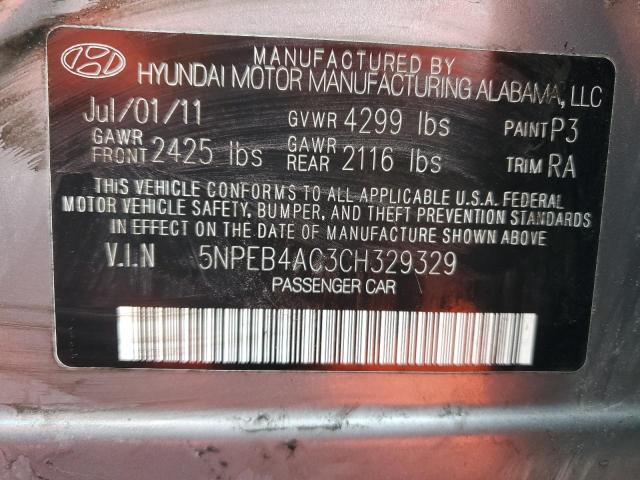 MANUFACTURED BY
HYUNDAI MOTOR MANUFACTURING ALABAMA, LLC
Jul/01/11 GVWR 4299 lbs PAINT P3
GAWR FRONT 2425 lbs GAWR REAR 2116 lbs TRIM RA
THIS VEHICLE CONFORMS TO ALL APPLICABLE U.S.A. FEDERAL
MOTOR VEHICLE SAFETY, BUMPER, AND THEFT PREVENTION STANDARDS
IN EFFECT ON THE DATE OF MANUFACTURE SHOWN ABOVE.
V.I.N 5NPEB4AC3CH329329
PASSENGER CAR